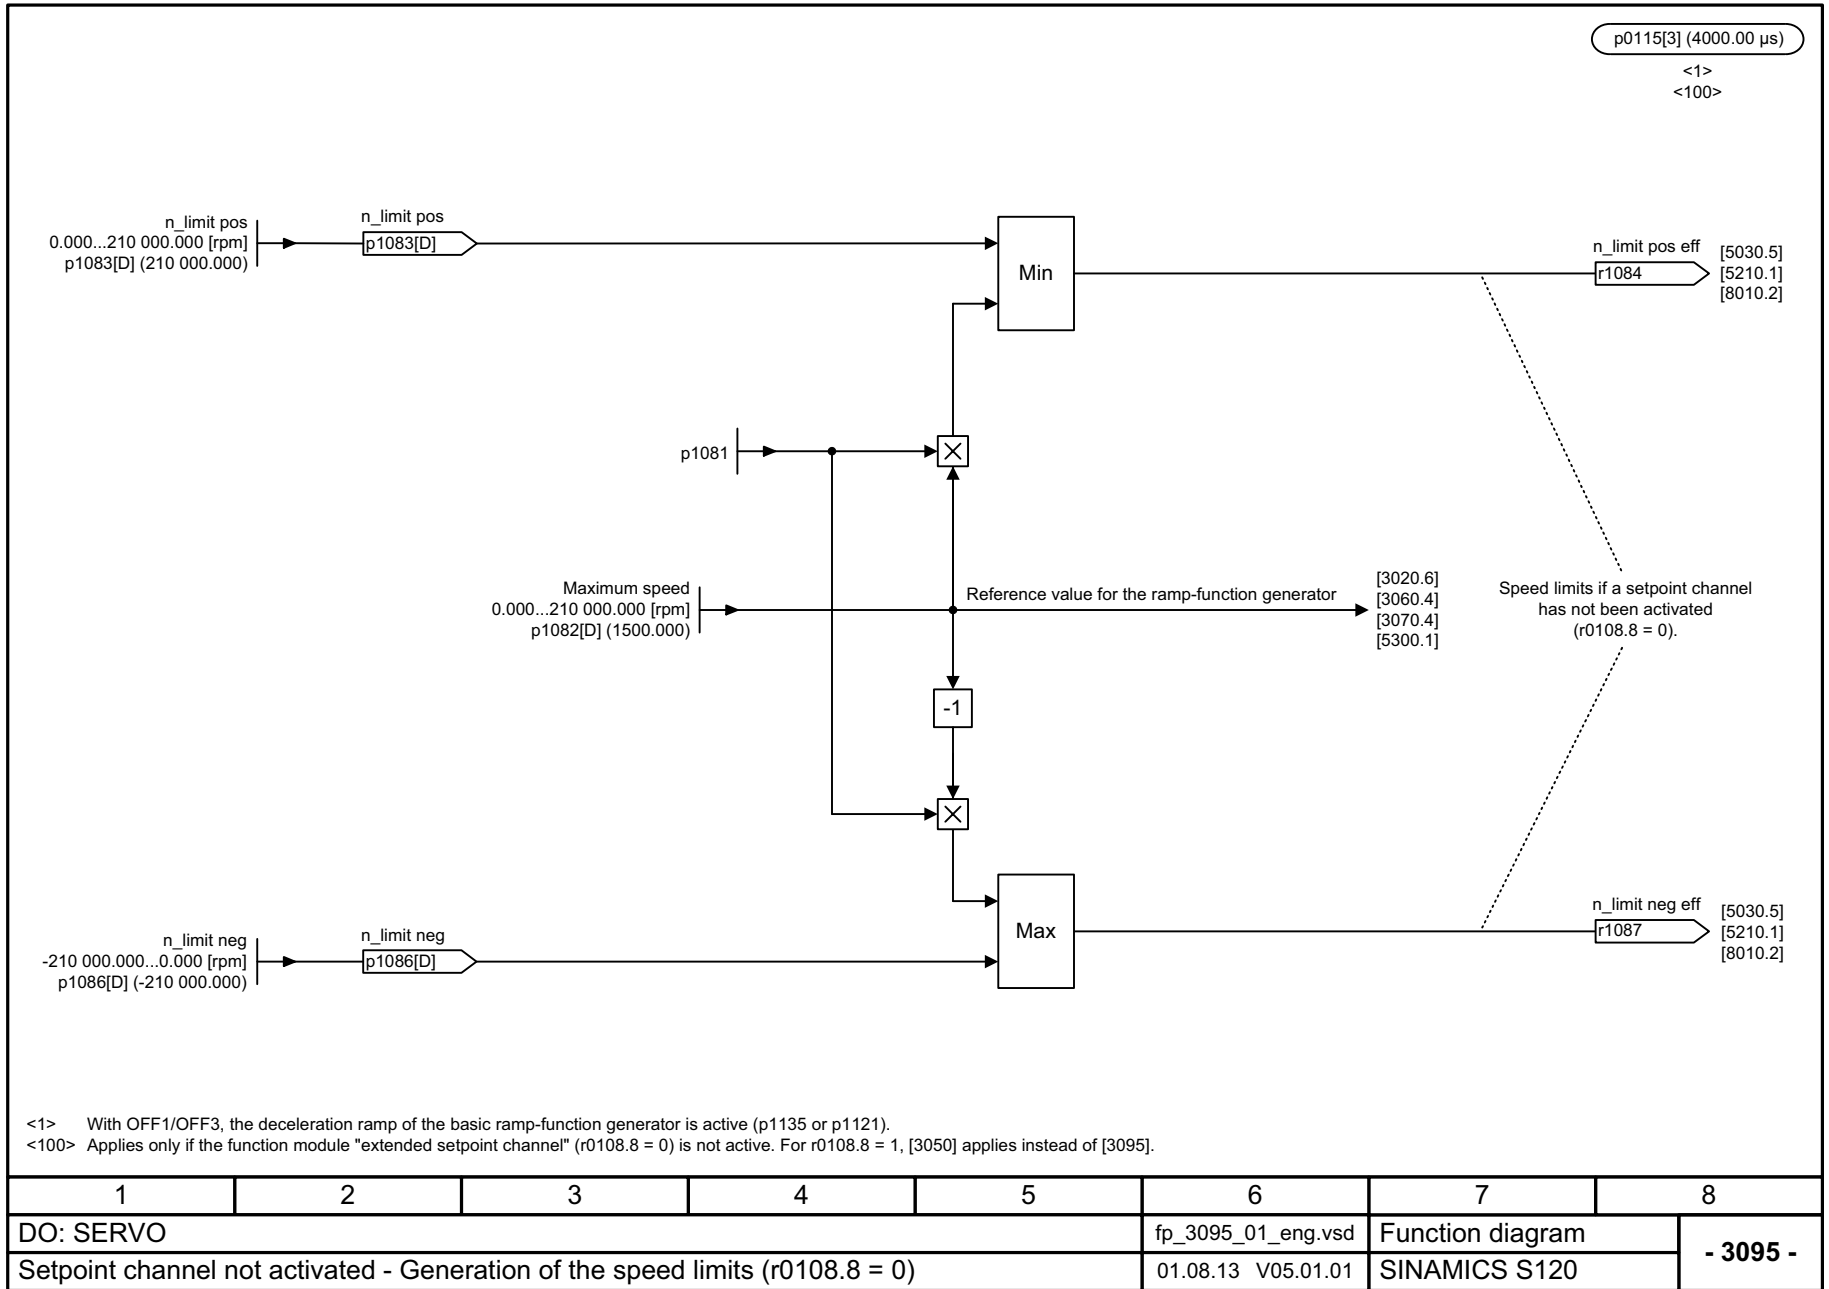 p0115[3] (4000.00 µs)
<1>
<100>
n_limit pos
0.000...210 000.000 [rpm]
p1083[D] (210 000.000)
n_limit pos
p1083[D]
Min
n_limit pos eff
r1084
[5030.5]
[5210.1]
[8010.2]
p1081
Maximum speed
0.000...210 000.000 [rpm]
p1082[D] (1500.000)
Reference value for the ramp-function generator
[3020.6]
[3060.4]
[3070.4]
[5300.1]
Speed limits if a setpoint channel
has not been activated
(r0108.8 = 0).
-1
n_limit neg
-210 000.000...0.000 [rpm]
p1086[D] (-210 000.000)
n_limit neg
p1086[D]
Max
n_limit neg eff
r1087
[5030.5]
[5210.1]
[8010.2]
<1> With OFF1/OFF3, the deceleration ramp of the basic ramp-function generator is active (p1135 or p1121).
<100> Applies only if the function module "extended setpoint channel" (r0108.8 = 0) is not active. For r0108.8 = 1, [3050] applies instead of [3095].
1 2 3 4 5 6 7 8
DO: SERVO
fp_3095_01_eng.vsd
Function diagram
- 3095 -
Setpoint channel not activated - Generation of the speed limits (r0108.8 = 0)
01.08.13 V05.01.01
SINAMICS S120